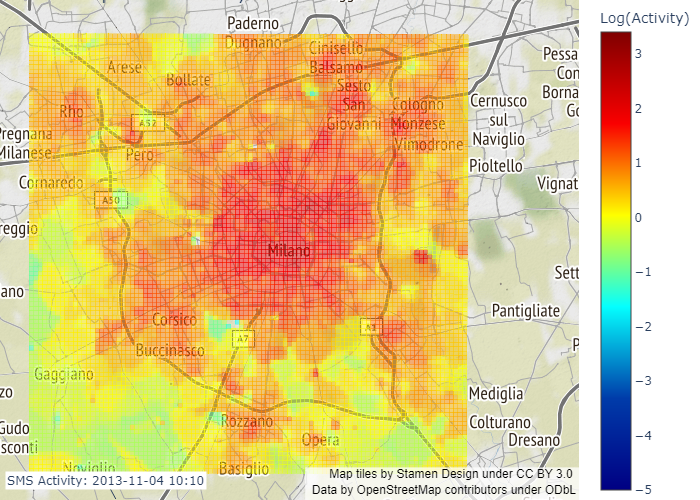 Log(Activity)
Paderno
Dugnano
Cinisello
Balsamo
Arese
Bollate
Sesto
San
Giovanni
Cologno
Monzese
Pessa
Con
Borna
Go
Rho
A52
Cernusco
sul
Naviglio
Pregnana
Milanese
Pero
Vimodrone
Pioltello
Cornaredo
A50
Vignat
reggio
Milano
Sett
ano
Pantigliate
Corsico
A7
Buccinasco
P
Gaggiano
zo
Mediglia
Rozzano
Colturano
Gudo
Opera
Dresano
sconti
Noviglio
Basiglio
SMS Activity: 2013-11-04 10:10
Map tiles by Stamen Design under CC BY 3.0
Data by OpenStreetMap contributors under ODbL
3
2
1
0
−1
−2
−3
−4
−5